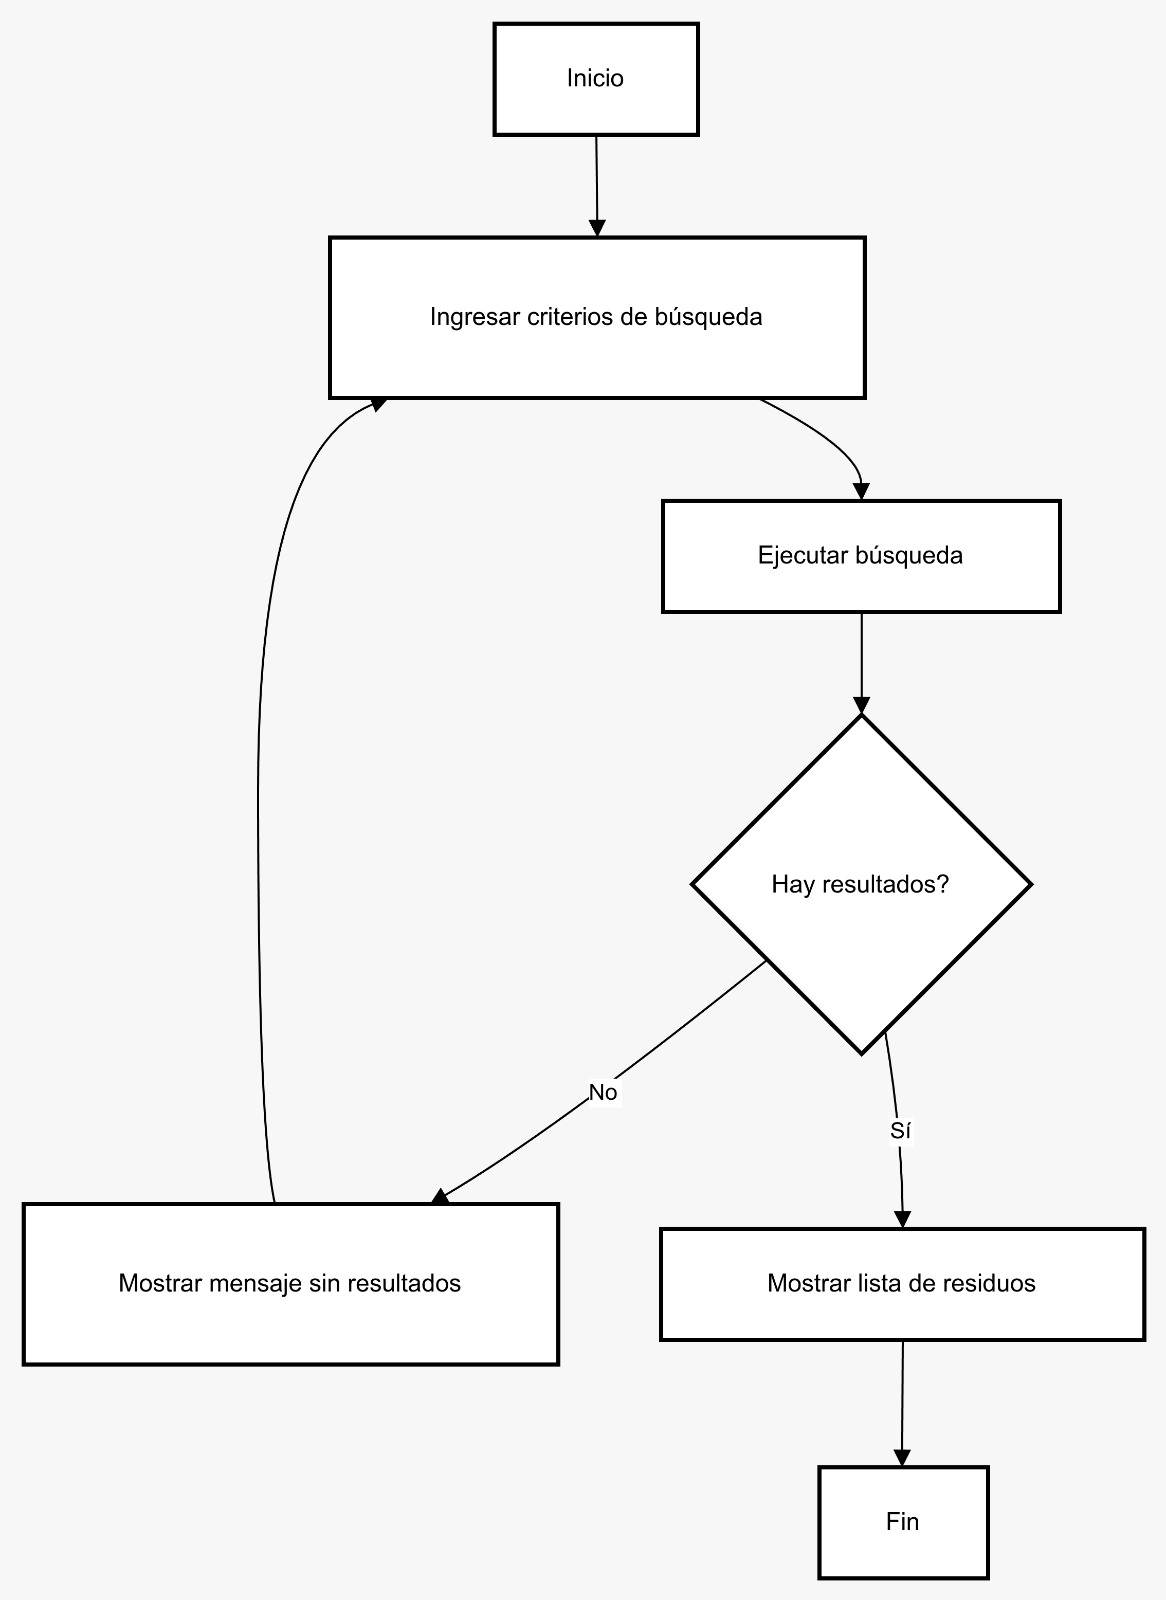 Inicio
Ingresar criterios de búsqueda
Ejecutar búsqueda
Hay resultados?
No
Sí
Mostrar mensaje sin resultados
Mostrar lista de residuos
Fin